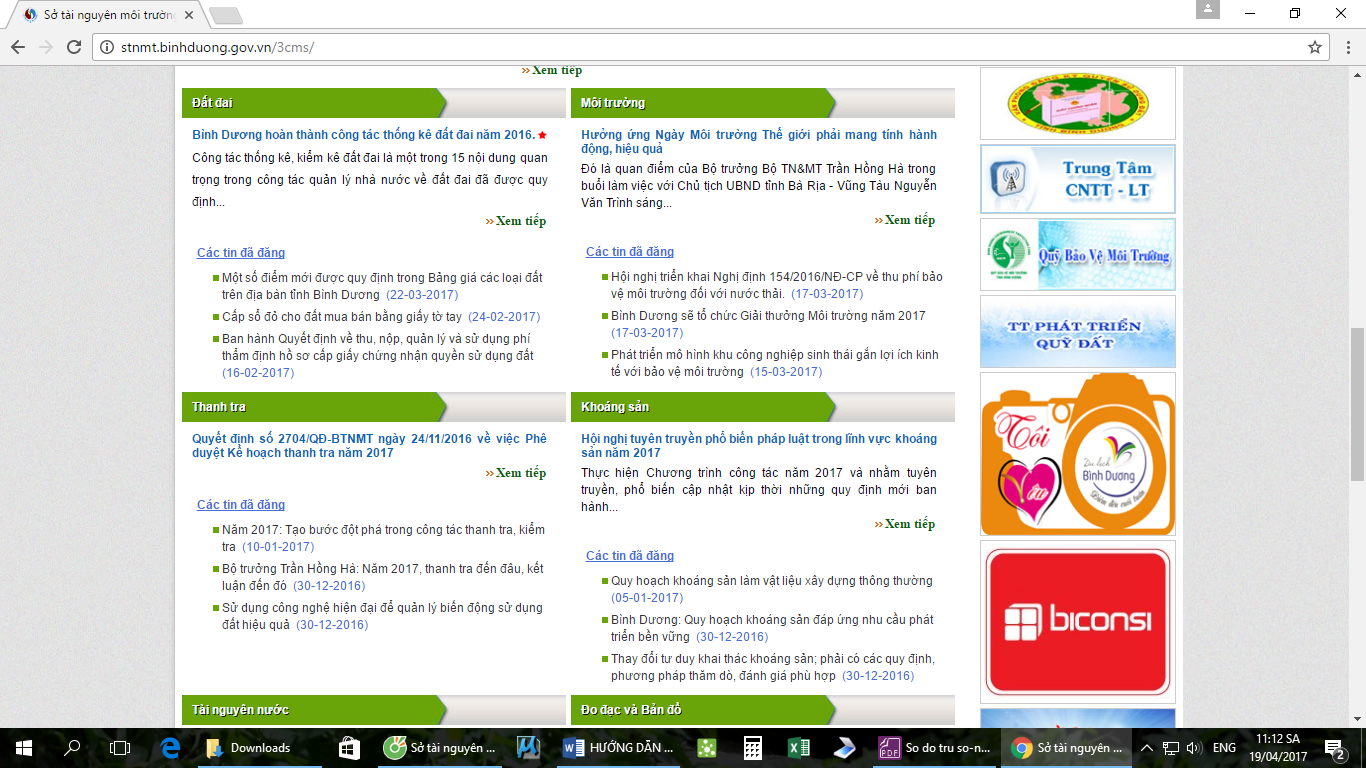 Sở tài nguyên môi trường
stnmt.binhduong.gov.vn/3cms/
Xem tiếp
Đất đai
Bình Dương hoàn thành công tác thống kê đất đai năm 2016.
Công tác thống kê, kiểm kê đất đai là một trong 15 nội dung quan
trọng trong công tác quản lý nhà nước về đất đai đã được quy
định...
Xem tiếp
Các tin đã đăng
Một số điểm mới được quy định trong Bảng giá các loại đất
trên địa bàn tỉnh Bình Dương (22-03-2017)
Cấp sổ đỏ cho đất mua bán bằng giấy tờ tay (24-02-2017)
Ban hành Quyết định về thu, nộp, quản lý và sử dụng phí
thẩm định hồ sơ cấp giấy chứng nhận quyền sử dụng đất
(16-02-2017)
Môi trường
Hưởng ứng Ngày Môi trường Thế giới phải mang tính hành
động, hiệu quả
Đó là quan điểm của Bộ trưởng Bộ TN&MT Trần Hồng Hà trong
buổi làm việc với Chủ tịch UBND tỉnh Bà Rịa - Vũng Tàu Nguyễn
Văn Trình sáng...
Xem tiếp
Các tin đã đăng
Hội nghị triển khai Nghị định 154/2016/NĐ-CP về thu phí bảo
vệ môi trường đối với nước thải. (17-03-2017)
Bình Dương sẽ tổ chức Giải thưởng Môi trường năm 2017
(17-03-2017)
Phát triển mô hình khu công nghiệp sinh thái gắn lợi ích kinh
tế với bảo vệ môi trường (15-03-2017)
Thanh tra
Quyết định số 2704/QĐ-BTNMT ngày 24/11/2016 về việc Phê
duyệt Kế hoạch thanh tra năm 2017
Xem tiếp
Các tin đã đăng
Năm 2017: Tạo bước đột phá trong công tác thanh tra, kiểm
tra (10-01-2017)
Bộ trưởng Trần Hồng Hà: Năm 2017, thanh tra đến đâu, kết
luận đến đó (30-12-2016)
Sử dụng công nghệ hiện đại để quản lý biến động sử dụng
đất hiệu quả (30-12-2016)
Khoáng sản
Hội nghị tuyên truyền phổ biến pháp luật trong lĩnh vực khoáng
sản năm 2017
Thực hiện Chương trình công tác năm 2017 và nhằm tuyên
truyền, phổ biến cập nhật kịp thời những quy định mới ban
hành...
Xem tiếp
Các tin đã đăng
Quy hoạch khoáng sản làm vật liệu xây dựng thông thường
(05-01-2017)
Bình Dương: Quy hoạch khoáng sản đáp ứng nhu cầu phát
triển bền vững (30-12-2016)
Thay đổi tư duy khai thác khoáng sản; phải có các quy định,
phương pháp thăm dò, đánh giá phù hợp (30-12-2016)
Tài nguyên nước
Đo đạc và Bản đồ
TỈNH BÌNH DƯƠNG
Trung Tâm
CNTT - LT
Quỹ Bảo Vệ Môi Trường
TT PHÁT TRIỂN
QUỸ ĐẤT
Tôi
Yêu
Du lịch
Bình Dương
Điểm đến cuối tuần
biconsi
Downloads
Sở tài nguyên ...
HƯỚNG DẪN ...
So do tru so-n...
Sở tài nguyên ...
ENG
11:12 SA
19/04/2017
2